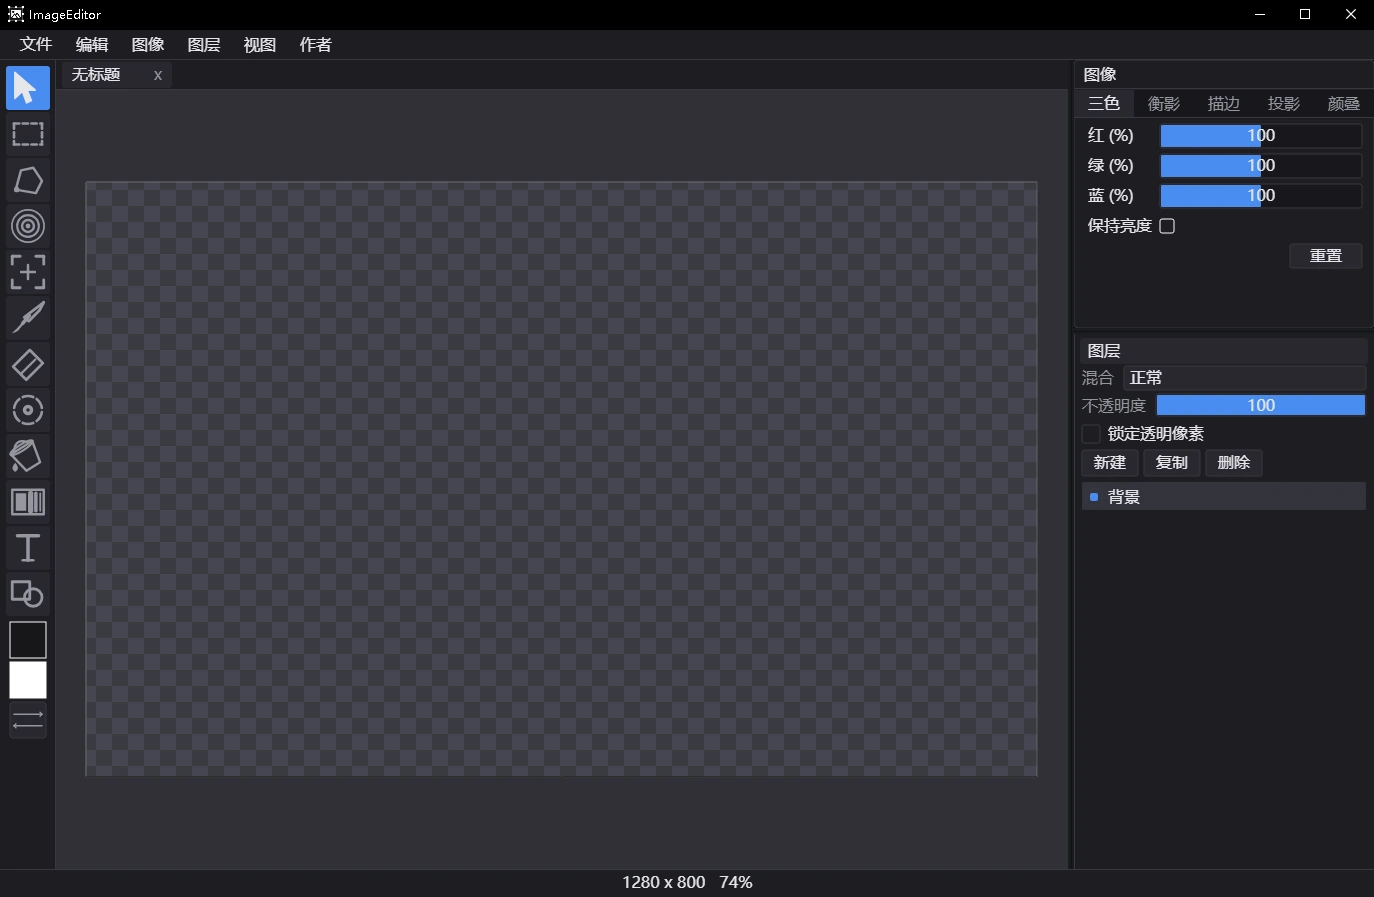 ImageEditor
文件 编辑 图像 图层 视图 作者
无标题 x
图像
三色 衡影 描边 投影 颜叠
红 (%) 100
绿 (%) 100
蓝 (%) 100
保持亮度
重置
图层
混合 正常
不透明度 100
锁定透明像素
新建 复制 删除
背景
1280 x 800 74%